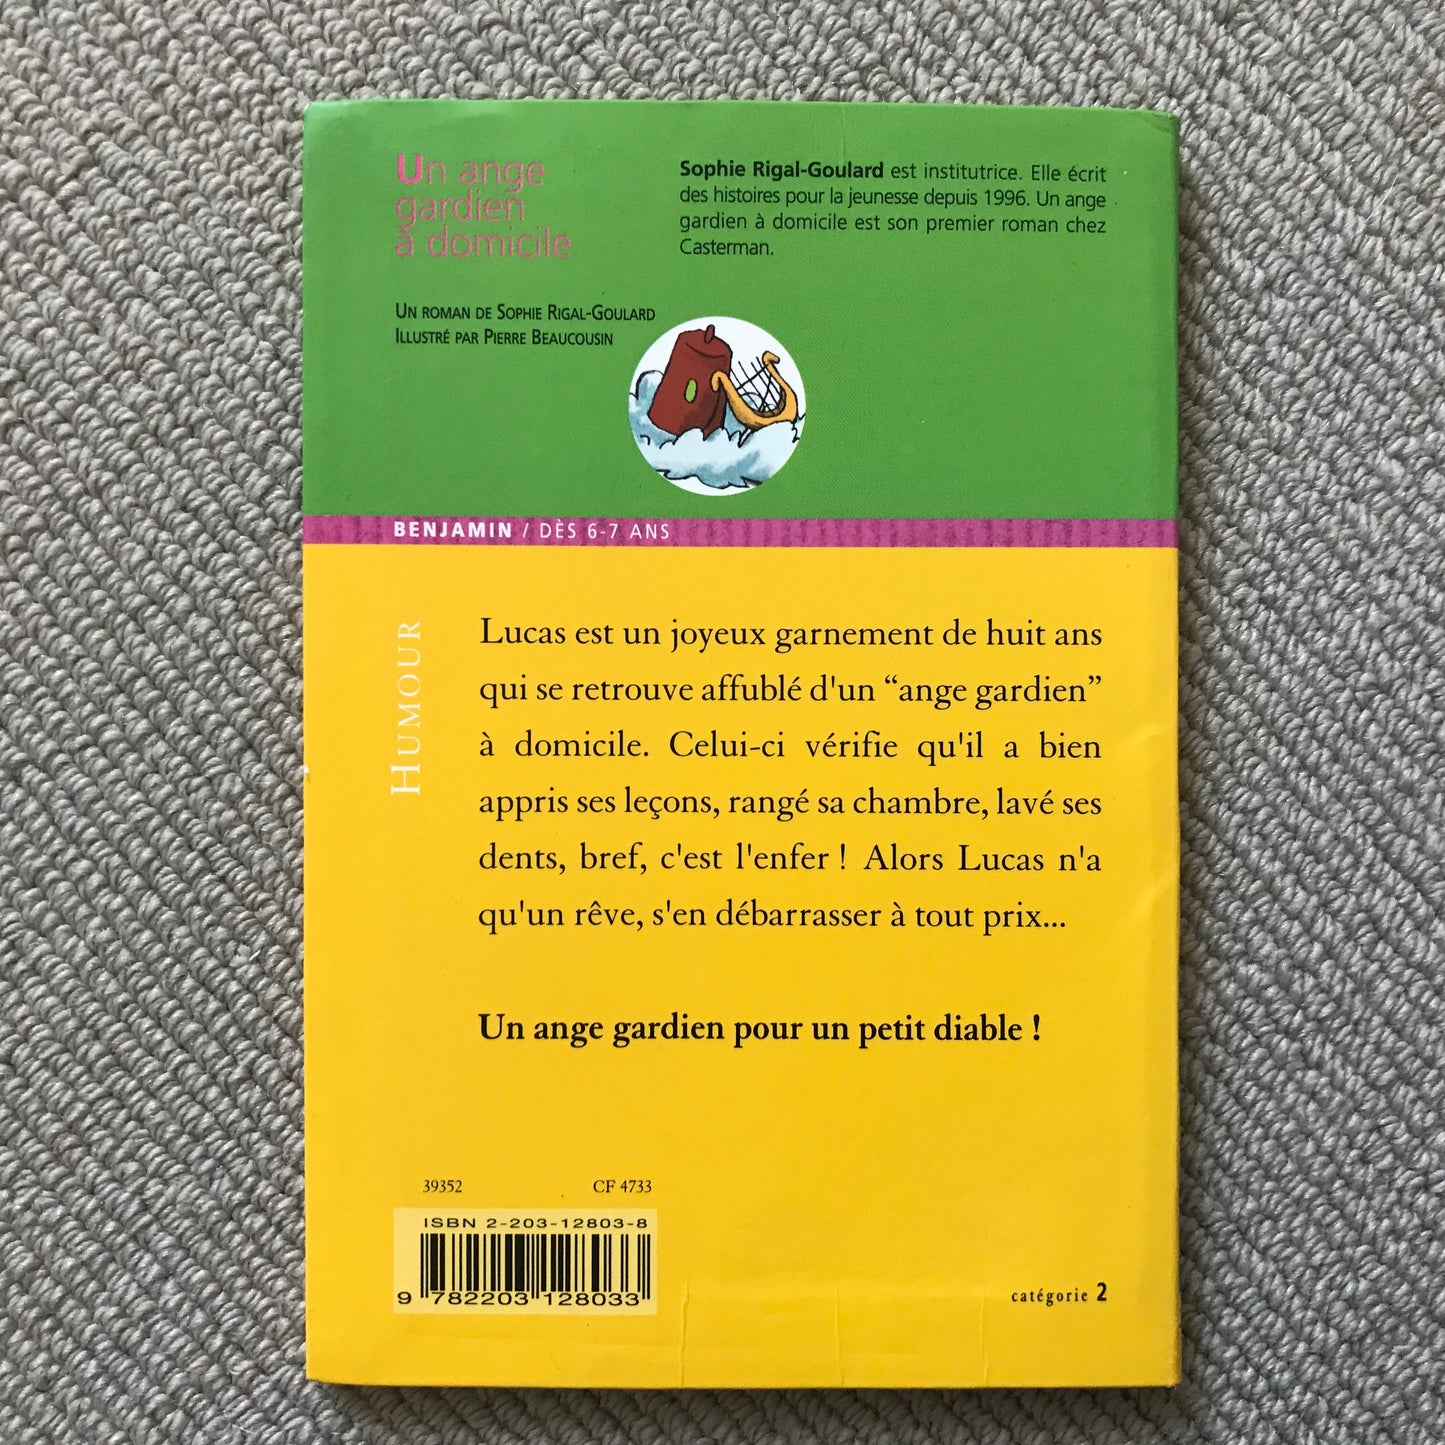 Un ange
gardien
à domicile
Sophie Rigal-Goulard est institutrice. Elle écrit
des histoires pour la jeunesse depuis 1996. Un ange
gardien à domicile est son premier roman chez
Casterman.
UN ROMAN DE SOPHIE RIGAL-GOULARD
ILLUSTRÉ PAR PIERRE BEAUCOUSIN
BENJAMIN / DÈS 6-7 ANS
HUMOUR
Lucas est un joyeux garnement de huit ans
qui se retrouve affublé d'un “ange gardien”
à domicile. Celui-ci vérifie qu'il a bien
appris ses leçons, rangé sa chambre, lavé ses
dents, bref, c'est l'enfer ! Alors Lucas n'a
qu'un rêve, s'en débarrasser à tout prix...
Un ange gardien pour un petit diable !
39352 CF 4733
ISBN 2-203-12803-8
9 782203 128033
catégorie 2